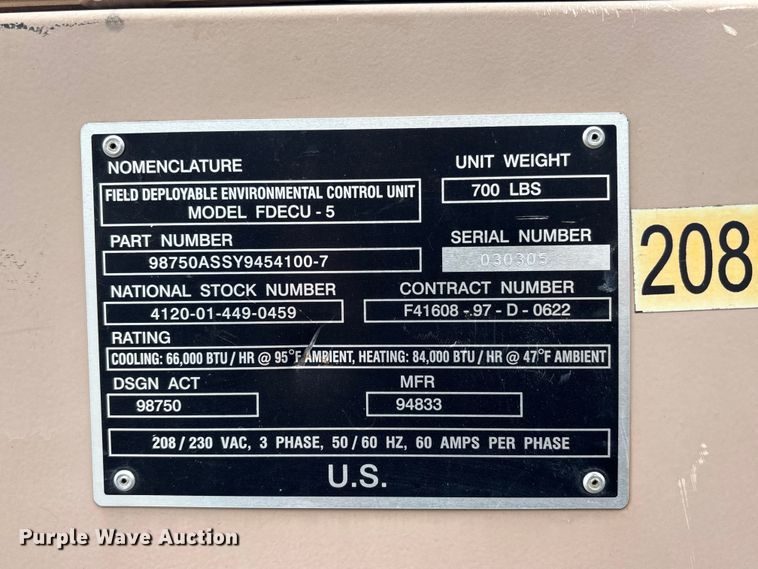 NOMENCLATURE
FIELD DEPLOYABLE ENVIRONMENTAL CONTROL UNIT
MODEL FDECU - 5
UNIT WEIGHT
700 LBS
PART NUMBER
98750ASSY9454100-7
SERIAL NUMBER
030305
208
NATIONAL STOCK NUMBER
4120-01-449-0459
CONTRACT NUMBER
F41608 - 97 - D - 0622
RATING
COOLING: 66,000 BTU / HR @ 95°F AMBIENT, HEATING: 84,000 BTU / HR @ 47°F AMBIENT
DSGN ACT
98750
MFR
94833
208 / 230 VAC, 3 PHASE, 50 / 60 HZ, 60 AMPS PER PHASE
U.S.
Purple Wave Auction